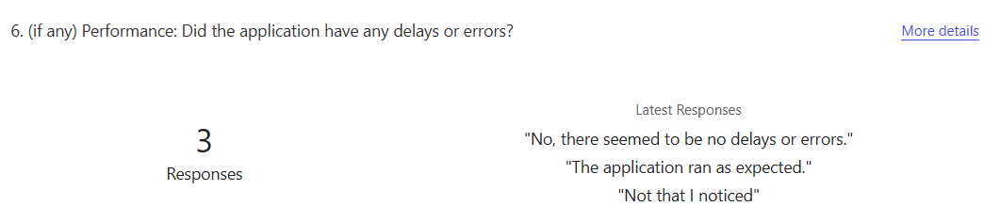 6. (if any) Performance: Did the application have any delays or errors?
More details
3
Responses
Latest Responses
"No, there seemed to be no delays or errors."
"The application ran as expected."
"Not that I noticed"